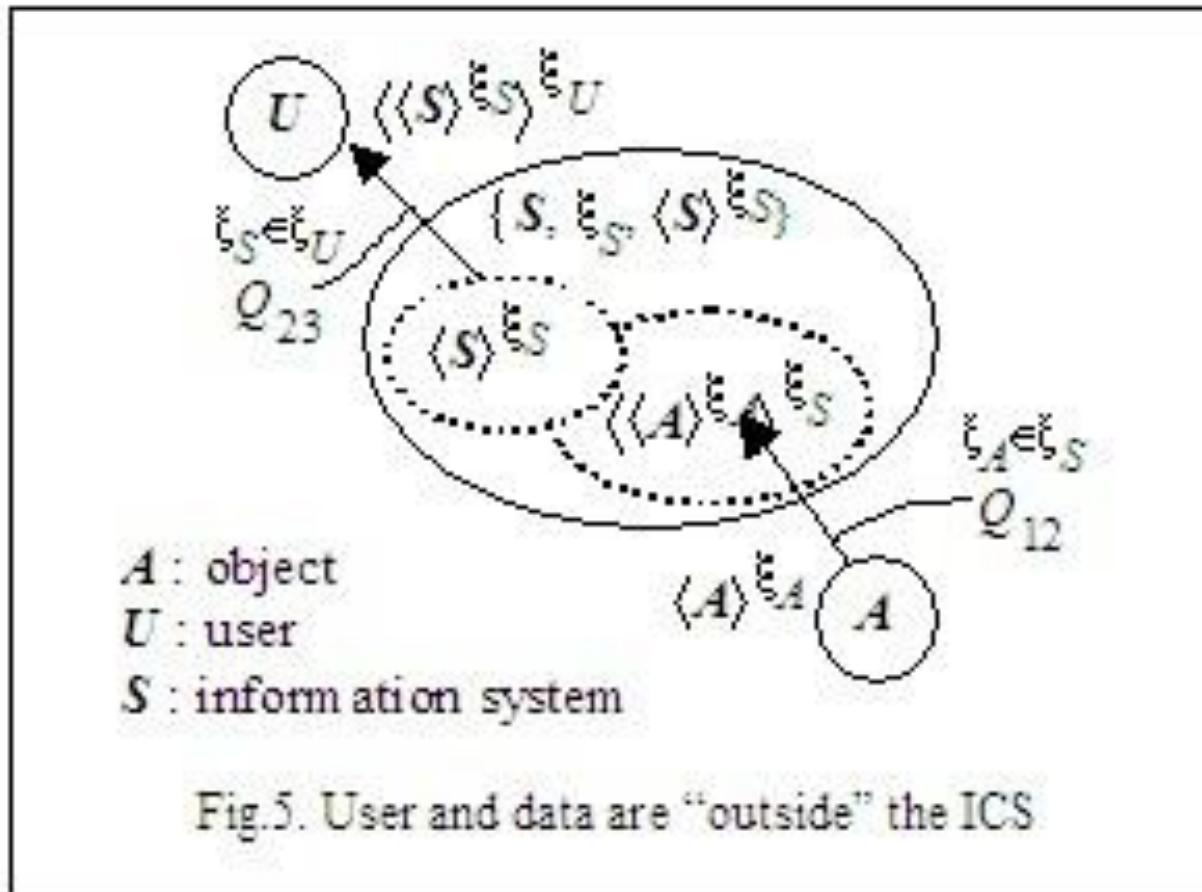 U ⟨⟨S⟩ ξS⟩ ξU
{S, ξS, ⟨S⟩ ξS}
ξS∈ξU
Q23
⟨S⟩ ξS
⟨⟨A⟩ ξA⟩ ξS
ξA∈ξS
Q12
⟨A⟩ ξA A
A : object
U : user
S : information system
Fig.5. User and data are “outside” the ICS